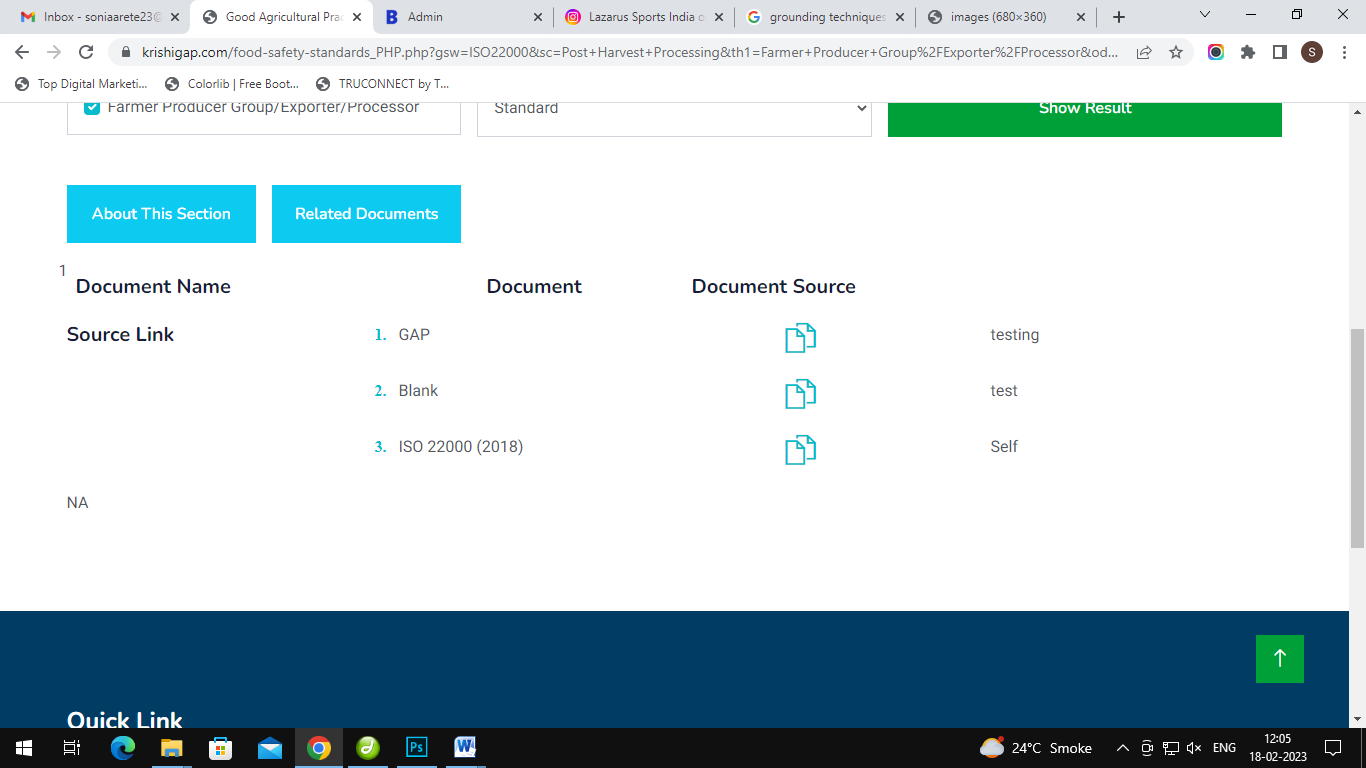 Inbox - soniaarete23@
Good Agricultural Prac
Admin
Lazarus Sports India o
grounding techniques
images (680×360)
krishigap.com/food-safety-standards_PHP.php?gsw=ISO22000&sc=Post+Harvest+Processing&th1=Farmer+Producer+Group%2FExporter%2FProcessor&od...
S
Top Digital Marketi...
Colorlib | Free Boot...
TRUCONNECT by T...
Farmer Producer Group/Exporter/Processor
Standard
Show Result
About This Section
Related Documents
1
Document Name
Document
Document Source
Source Link
1. GAP
testing
2. Blank
test
3. ISO 22000 (2018)
Self
NA
Quick Link
Ps
W
24°C Smoke
ENG
12:05
18-02-2023